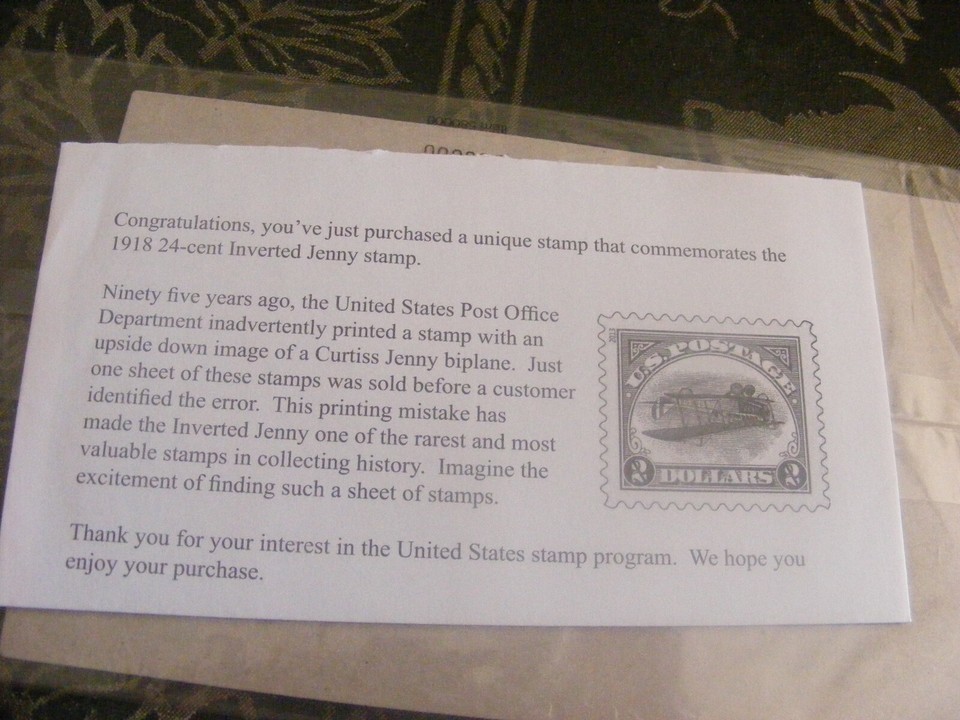 Congratulations, you've just purchased a unique stamp that commemorates the
1918 24-cent Inverted Jenny stamp.
Ninety five years ago, the United States Post Office
Department inadvertently printed a stamp with an
upside down image of a Curtiss Jenny biplane. Just
one sheet of these stamps was sold before a customer
identified the error. This printing mistake has
made the Inverted Jenny one of the rarest and most
valuable stamps in collecting history. Imagine the
excitement of finding such a sheet of stamps.
2013
U.S. POSTAGE
2 DOLLARS 2
Thank you for your interest in the United States stamp program. We hope you
enjoy your purchase.